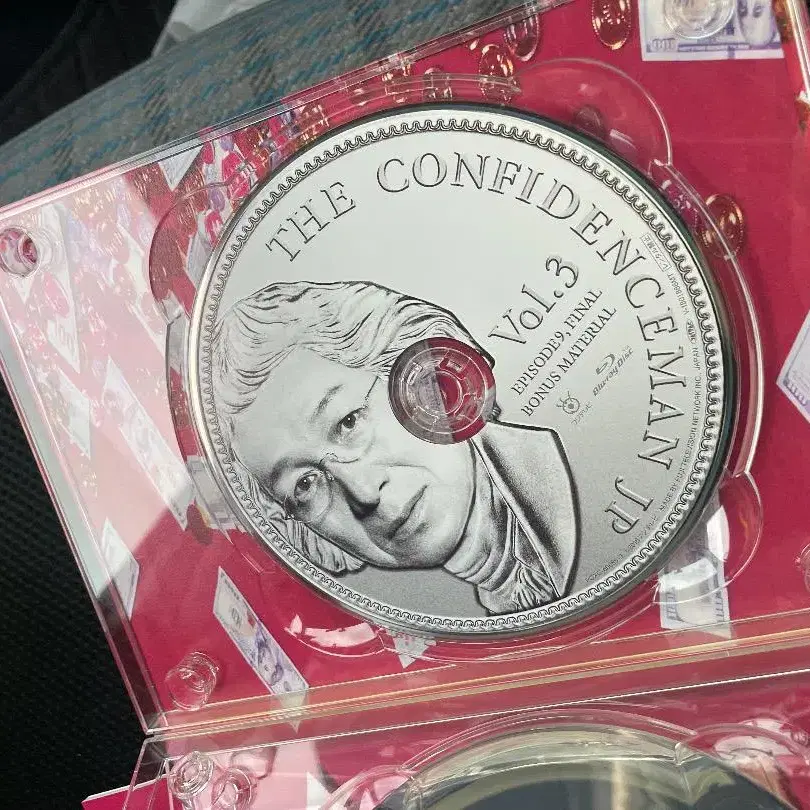 THE CONFIDENCEMAN JP
Vol.3
EPISODE9, FINAL
BONUS MATERIAL
Blu-ray Disc